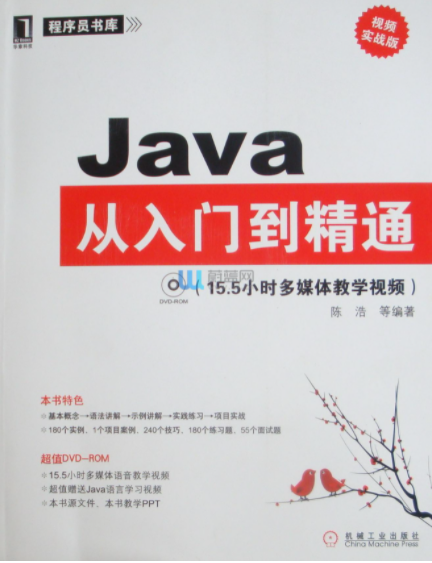 程序员书库
华章科技
视频
实战版
Java
从入门到精通
蔚蓝网
DVD-ROM
(15.5小时多媒体教学视频)
陈 浩 等编著
本书特色
基本概念→语法讲解→示例讲解→实践练习→项目实战
180个实例、1个项目案例、240个技巧、180个练习题、55个面试题
超值DVD-ROM
15.5小时多媒体语音教学视频
超值赠送Java语言学习视频
本书源文件、本书教学PPT
机械工业出版社
China Machine Press